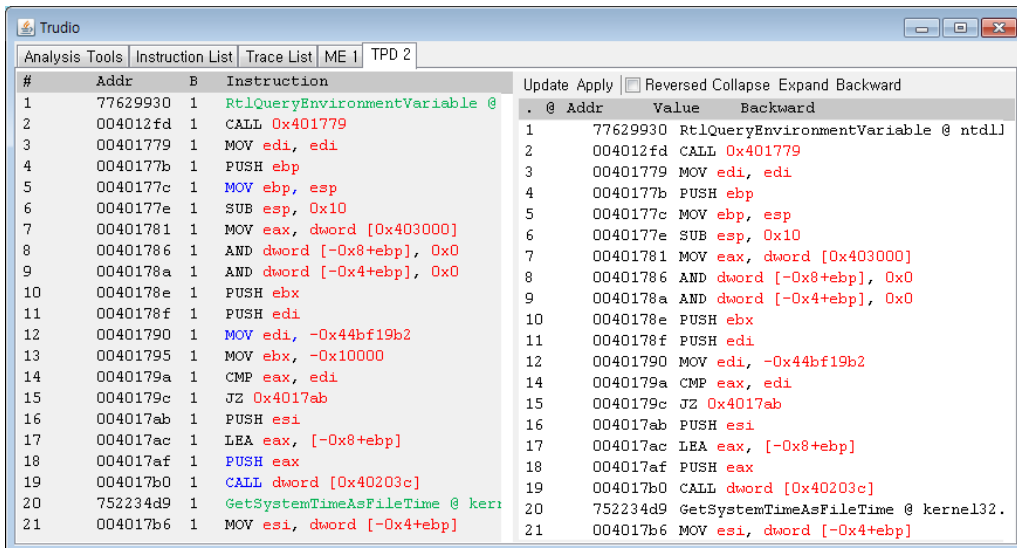 Trudio
Analysis Tools Instruction List Trace List ME 1 TPD 2
# Addr B Instruction
1 77629930 1 RtlQueryEnvironmentVariable @
2 004012fd 1 CALL 0x401779
3 00401779 1 MOV edi, edi
4 0040177b 1 PUSH ebp
5 0040177c 1 MOV ebp, esp
6 0040177e 1 SUB esp, 0x10
7 00401781 1 MOV eax, dword [0x403000]
8 00401786 1 AND dword [-0x8+ebp], 0x0
9 0040178a 1 AND dword [-0x4+ebp], 0x0
10 0040178e 1 PUSH ebx
11 0040178f 1 PUSH edi
12 00401790 1 MOV edi, -0x44bf19b2
13 00401795 1 MOV ebx, -0x10000
14 0040179a 1 CMP eax, edi
15 0040179c 1 JZ 0x4017ab
16 004017ab 1 PUSH esi
17 004017ac 1 LEA eax, [-0x8+ebp]
18 004017af 1 PUSH eax
19 004017b0 1 CALL dword [0x40203c]
20 752234d9 1 GetSystemTimeAsFileTime @ kern
21 004017b6 1 MOV esi, dword [-0x4+ebp]
Update Apply Reversed Collapse Expand Backward
. @ Addr Value Backward
1 77629930 RtlQueryEnvironmentVariable @ ntdll
2 004012fd CALL 0x401779
3 00401779 MOV edi, edi
4 0040177b PUSH ebp
5 0040177c MOV ebp, esp
6 0040177e SUB esp, 0x10
7 00401781 MOV eax, dword [0x403000]
8 00401786 AND dword [-0x8+ebp], 0x0
9 0040178a AND dword [-0x4+ebp], 0x0
10 0040178e PUSH ebx
11 0040178f PUSH edi
12 00401790 MOV edi, -0x44bf19b2
14 0040179a CMP eax, edi
15 0040179c JZ 0x4017ab
16 004017ab PUSH esi
17 004017ac LEA eax, [-0x8+ebp]
18 004017af PUSH eax
19 004017b0 CALL dword [0x40203c]
20 752234d9 GetSystemTimeAsFileTime @ kernel32.
21 004017b6 MOV esi, dword [-0x4+ebp]